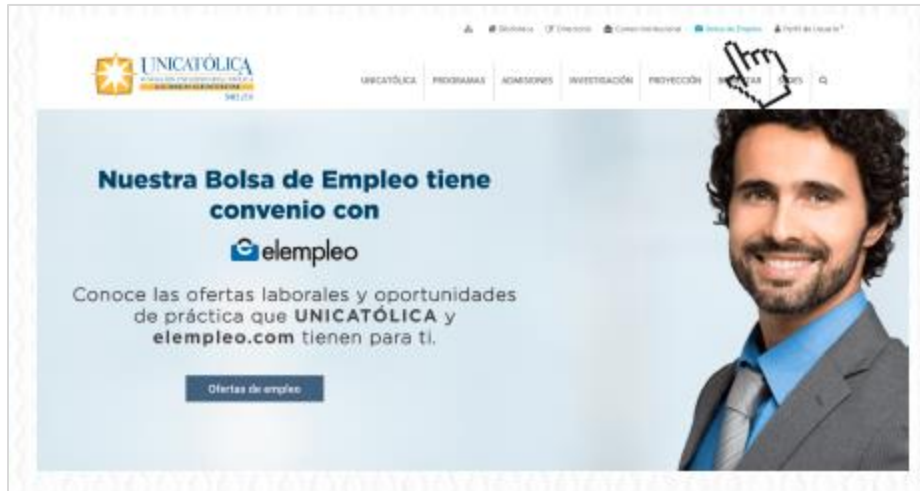 Biblioteca Directorio Correo Institucional Bolsa de Empleo Perfil de Usuario
UNICATÓLICA
UNICATÓLICA PROGRAMAS ADMISIONES INVESTIGACIÓN PROYECCIÓN
Nuestra Bolsa de Empleo tiene
convenio con
elempleo
Conoce las ofertas laborales y oportunidades
de práctica que UNICATÓLICA y
elempleo.com tienen para ti.
Ofertas de empleo